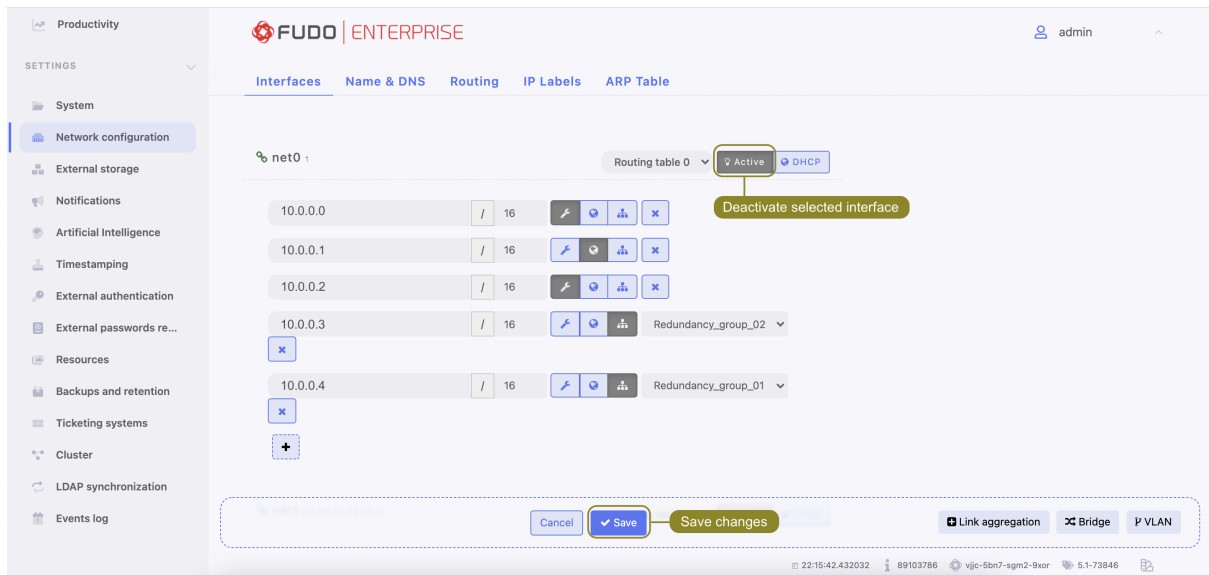 Productivity
FUDO ENTERPRISE
admin
SETTINGS
Interfaces Name & DNS Routing IP Labels ARP Table
System
Network configuration
External storage
Notifications
Artificial Intelligence
Timestamping
External authentication
External passwords re...
Resources
Backups and retention
Ticketing systems
Cluster
LDAP synchronization
Events log
net0 1
Routing table 0 Active DHCP
Deactivate selected interface
10.0.0.0 / 16
10.0.0.1 / 16
10.0.0.2 / 16
10.0.0.3 / 16 Redundancy_group_02
10.0.0.4 / 16 Redundancy_group_01
Cancel Save Save changes Link aggregation Bridge VLAN
22:15:42.432032 89103786 vjjc-5bn7-sgm2-9xor 5.1-73846